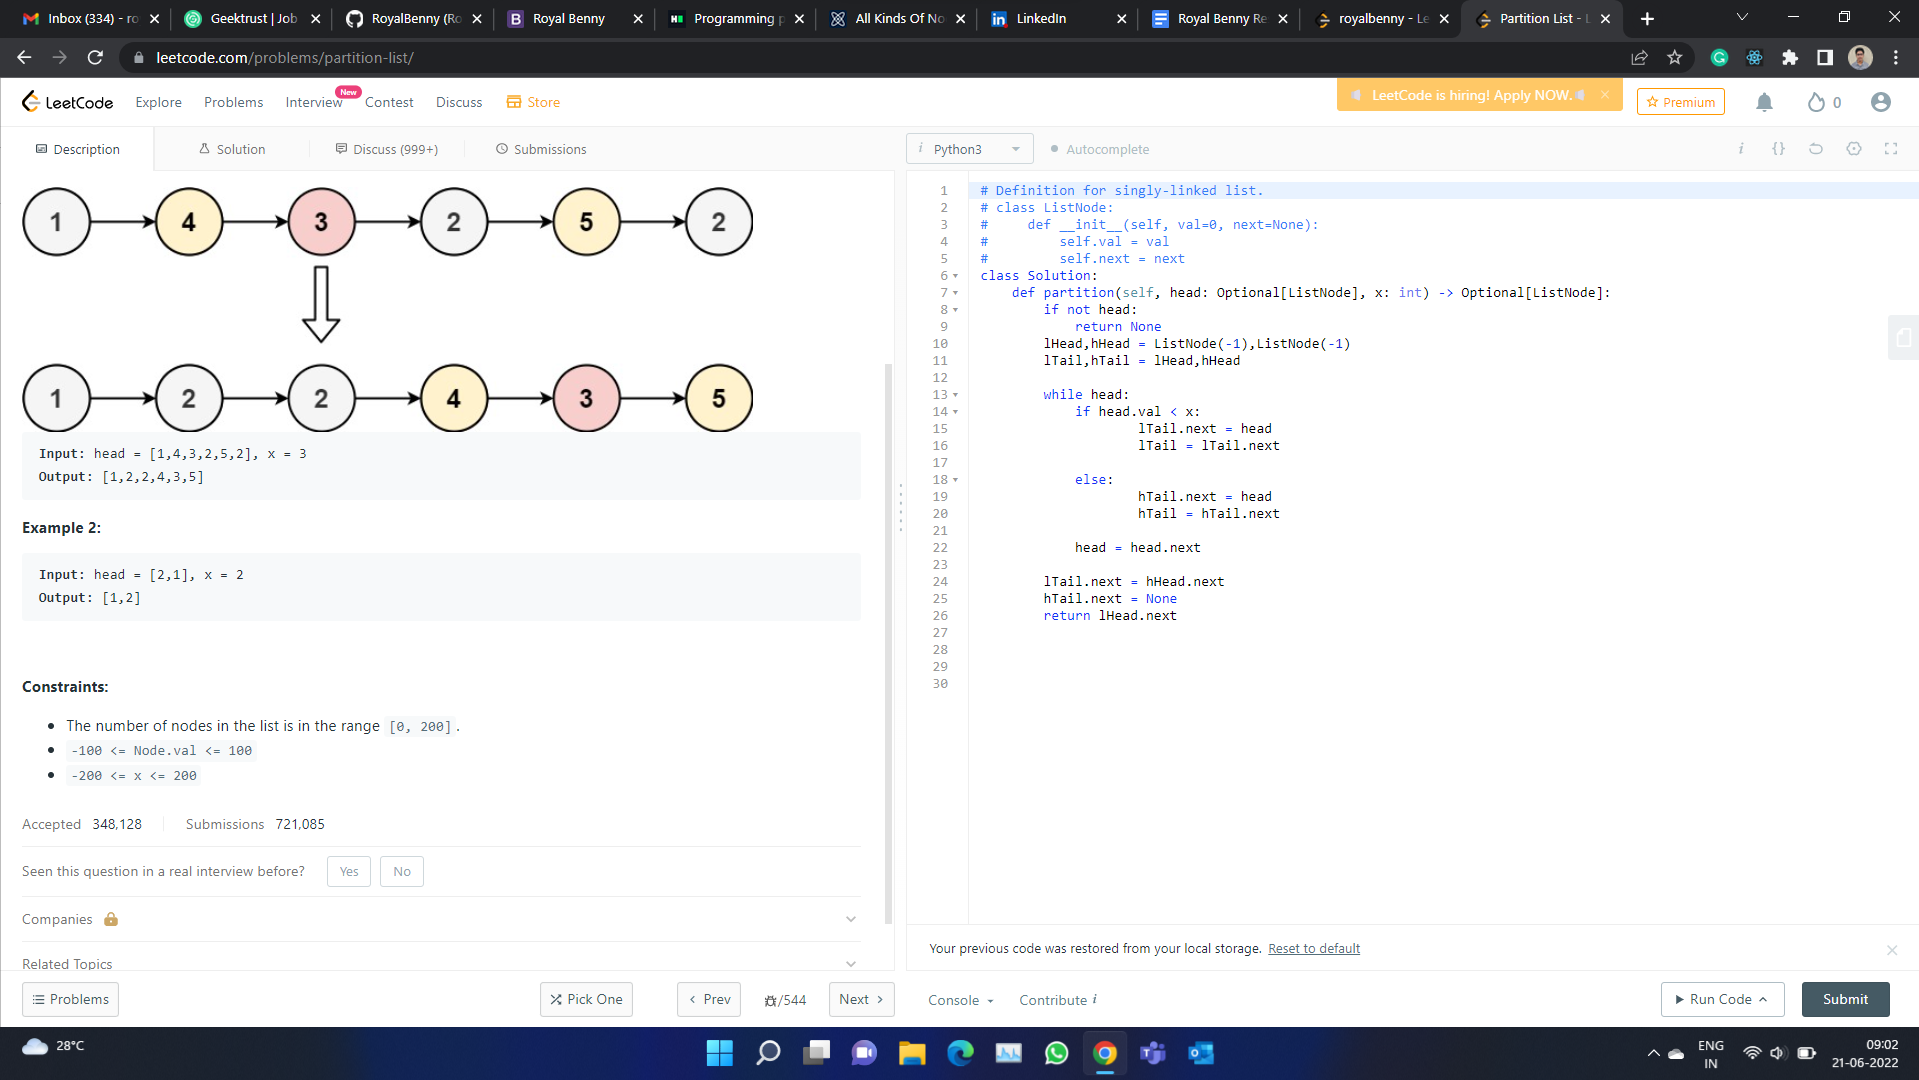 Inbox (334) - ro
Geektrust | Job
RoyalBenny (Ro
Royal Benny
Programming p
All Kinds Of No
LinkedIn
Royal Benny Re
royalbenny - Le
Partition List - L
leetcode.com/problems/partition-list/
LeetCode
Explore
Problems
Interview
New
Contest
Discuss
Store
LeetCode is hiring! Apply NOW.
Premium
0
Description
Solution
Discuss (999+)
Submissions
i Python3
Autocomplete
i {}
1 4 3 2 5 2
1 2 2 4 3 5
Input: head = [1,4,3,2,5,2], x = 3
Output: [1,2,2,4,3,5]
Example 2:
Input: head = [2,1], x = 2
Output: [1,2]
Constraints:
The number of nodes in the list is in the range [0, 200].
-100 <= Node.val <= 100
-200 <= x <= 200
Accepted 348,128
Submissions 721,085
Seen this question in a real interview before?
Yes
No
Companies
Related Topics
Problems
Pick One
Prev
/544
Next
1 # Definition for singly-linked list.
2 # class ListNode:
3 #     def __init__(self, val=0, next=None):
4 #         self.val = val
5 #         self.next = next
6 class Solution:
7     def partition(self, head: Optional[ListNode], x: int) -> Optional[ListNode]:
8         if not head:
9             return None
10         lHead,hHead = ListNode(-1),ListNode(-1)
11         lTail,hTail = lHead,hHead
12
13         while head:
14             if head.val < x:
15                     lTail.next = head
16                     lTail = lTail.next
17
18             else:
19                     hTail.next = head
20                     hTail = hTail.next
21
22             head = head.next
23
24         lTail.next = hHead.next
25         hTail.next = None
26         return lHead.next
27
28
29
30
Your previous code was restored from your local storage. Reset to default
Console
Contribute i
Run Code
Submit
28°C
ENG
IN
09:02
21-06-2022